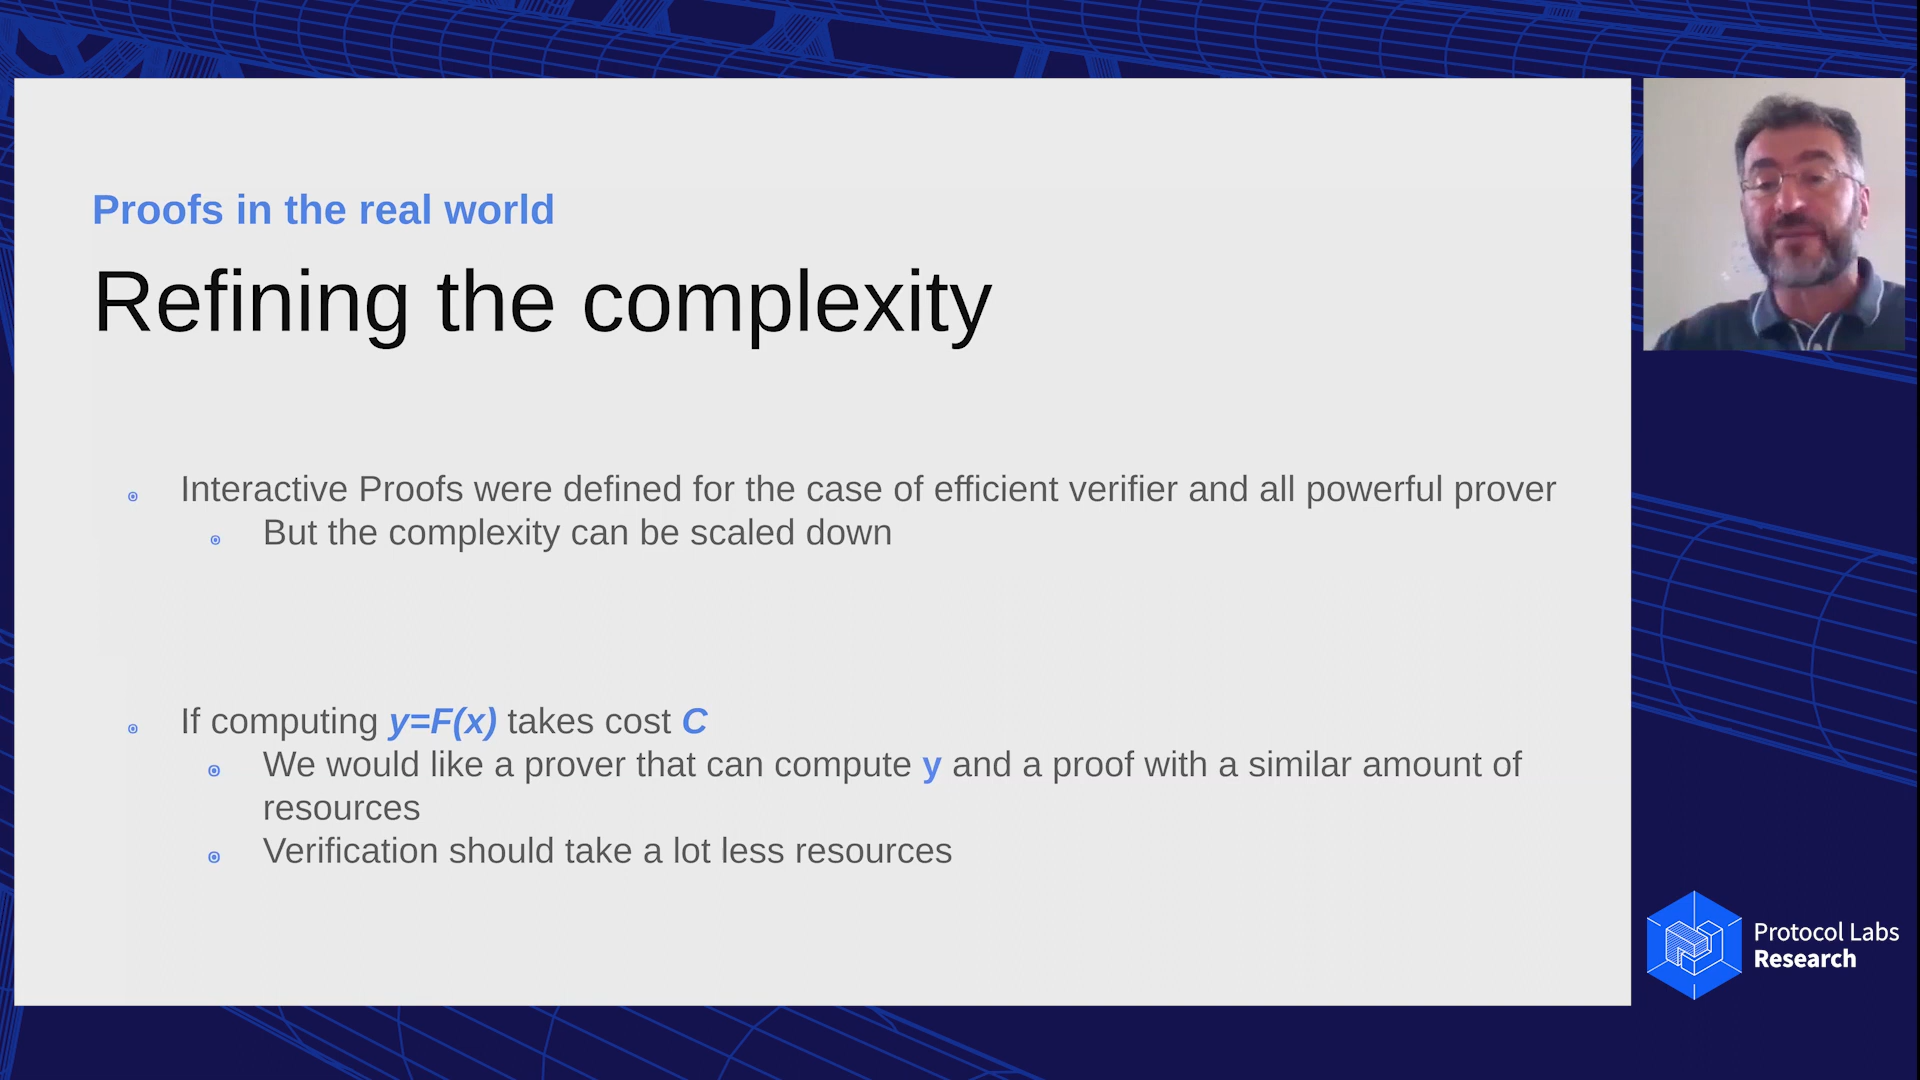 Proofs in the real world
Refining the complexity
Interactive Proofs were defined for the case of efficient verifier and all powerful prover
But the complexity can be scaled down
If computing y=F(x) takes cost C
We would like a prover that can compute y and a proof with a similar amount of
resources
Verification should take a lot less resources
Protocol Labs
Research